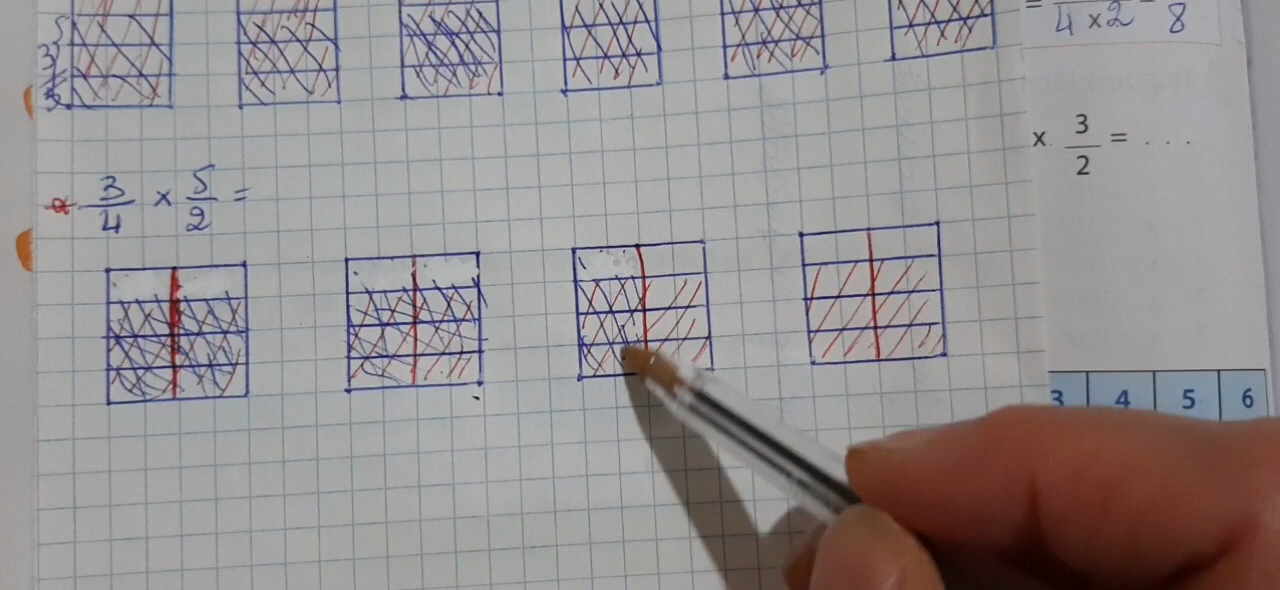 = 4 × 2 = 8
3/4 × 5/2 =
× 3/2 = . . .
3 4 5 6